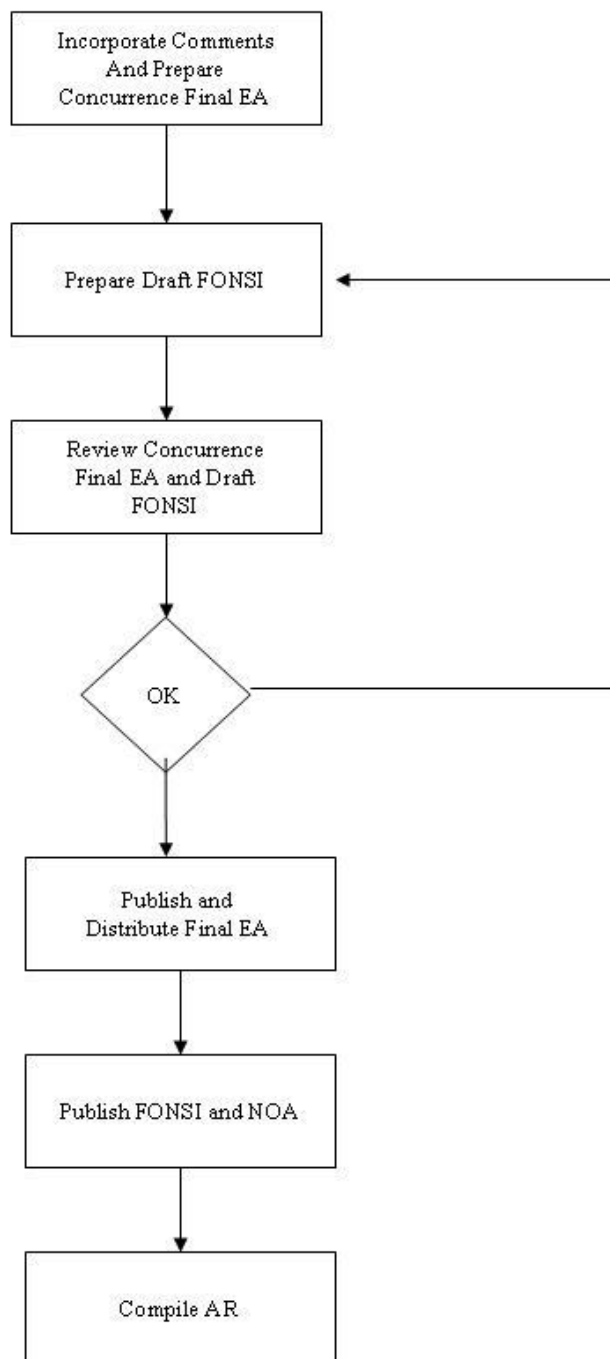 Incorporate Comments
And Prepare
Concurrence Final EA
Prepare Draft FONSI
Review Concurrence
Final EA and Draft
FONSI
OK
Publish and
Distribute Final EA
Publish FONSI and NOA
Compile AR